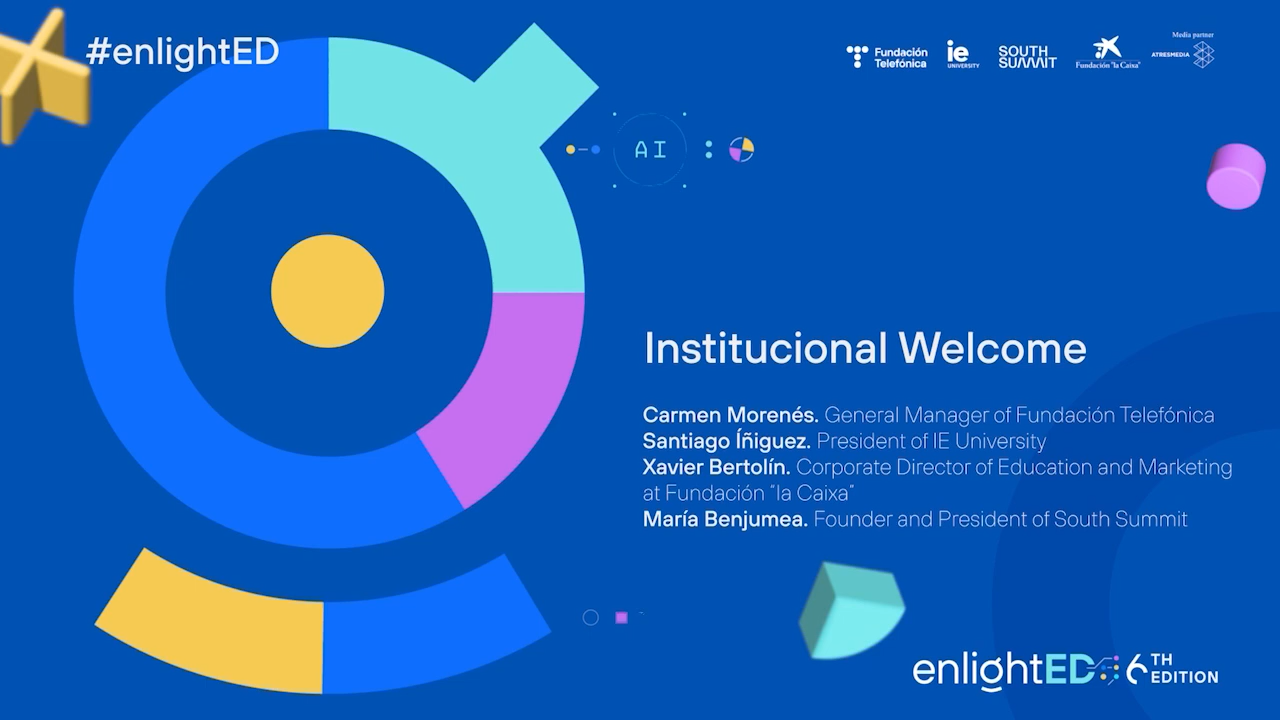 #enlightED
Fundación
Telefónica
ie
UNIVERSITY
SOUTH
SUMMIT
Fundación "la Caixa"
Media partner
ATRESMEDIA
AI
Institucional Welcome
Carmen Morenés. General Manager of Fundación Telefónica
Santiago Íñiguez. President of IE University
Xavier Bertolín. Corporate Director of Education and Marketing
at Fundación "la Caixa"
María Benjumea. Founder and President of South Summit
enlightED 6TH
EDITION